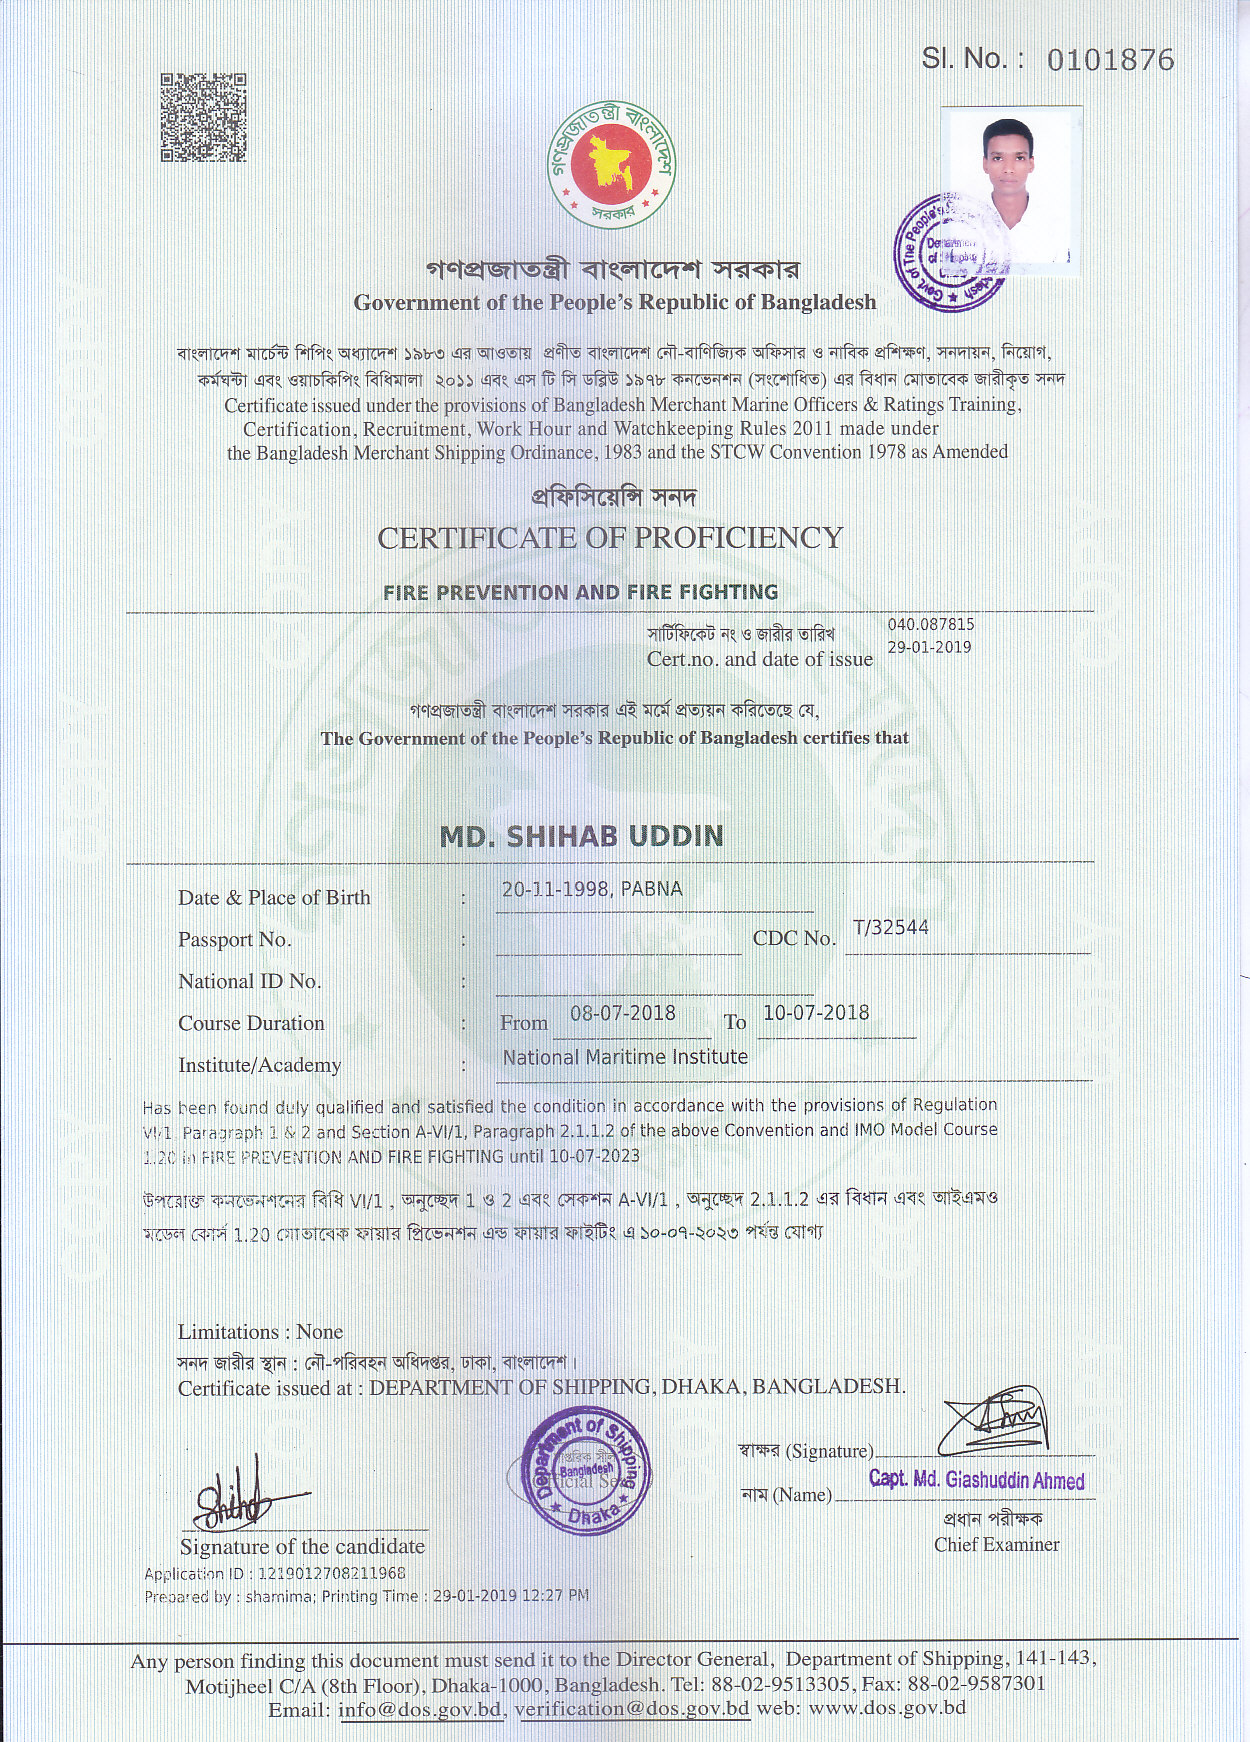 Sl. No. : 0101876
গণপ্রজাতন্ত্রী বাংলাদেশ
সরকার
গণপ্রজাতন্ত্রী বাংলাদেশ সরকার
Government of the People's Republic of Bangladesh
Govt. of The People's
বাংলাদেশ মার্চেন্ট শিপিং অধ্যাদেশ ১৯৮৩ এর আওতায় প্রণীত বাংলাদেশ নৌ-বাণিজ্যিক অফিসার ও নাবিক প্রশিক্ষণ, সনদায়ন, নিয়োগ,
কর্মঘন্টা এবং ওয়াচকিপিং বিধিমালা ২০১১ এবং এস টি সি ডব্লিউ ১৯৭৮ কনভেনশন (সংশোধিত) এর বিধান মোতাবেক জারীকৃত সনদ
Certificate issued under the provisions of Bangladesh Merchant Marine Officers & Ratings Training,
Certification, Recruitment, Work Hour and Watchkeeping Rules 2011 made under
the Bangladesh Merchant Shipping Ordinance, 1983 and the STCW Convention 1978 as Amended
প্রফিসিয়েন্সি সনদ
CERTIFICATE OF PROFICIENCY
FIRE PREVENTION AND FIRE FIGHTING
সার্টিফিকেট নং ও জারীর তারিখ 040.087815
Cert.no. and date of issue 29-01-2019
গণপ্রজাতন্ত্রী বাংলাদেশ সরকার এই মর্মে প্রত্যয়ন করিতেছে যে,
The Government of the People's Republic of Bangladesh certifies that
MD. SHIHAB UDDIN
Date & Place of Birth : 20-11-1998, PABNA
Passport No. : CDC No. T/32544
National ID No. :
Course Duration : From 08-07-2018 To 10-07-2018
Institute/Academy : National Maritime Institute
Has been found duly qualified and satisfied the condition in accordance with the provisions of Regulation
VI/1, Paragraph 1 & 2 and Section A-VI/1, Paragraph 2.1.1.2 of the above Convention and IMO Model Course
1.20 in FIRE PREVENTION AND FIRE FIGHTING until 10-07-2023
উপরোক্ত কনভেনশনের বিধি VI/1 , অনুচ্ছেদ 1 ও 2 এবং সেকশন A-VI/1 , অনুচ্ছেদ 2.1.1.2 এর বিধান এবং আইএমও
মডেল কোর্স 1.20 মোতাবেক ফায়ার প্রিভেনশন এন্ড ফায়ার ফাইটিং এ ১০-০৭-২০২৩ পর্যন্ত যোগ্য
Limitations : None
সনদ জারীর স্থান : নৌ-পরিবহন অধিদপ্তর, ঢাকা, বাংলাদেশ।
Certificate issued at : DEPARTMENT OF SHIPPING, DHAKA, BANGLADESH.
Department of Shipping
Bangladesh
Dhaka
স্বাক্ষর (Signature)
Capt. Md. Giashuddin Ahmed
নাম (Name)
প্রধান পরীক্ষক
Chief Examiner
Shihab
Signature of the candidate
Application ID : 1219012708211968
Prepared by : sharnima; Printing Time : 29-01-2019 12:27 PM
Any person finding this document must send it to the Director General, Department of Shipping, 141-143,
Motijheel C/A (8th Floor), Dhaka-1000, Bangladesh. Tel: 88-02-9513305, Fax: 88-02-9587301
Email: info@dos.gov.bd, verification@dos.gov.bd web: www.dos.gov.bd